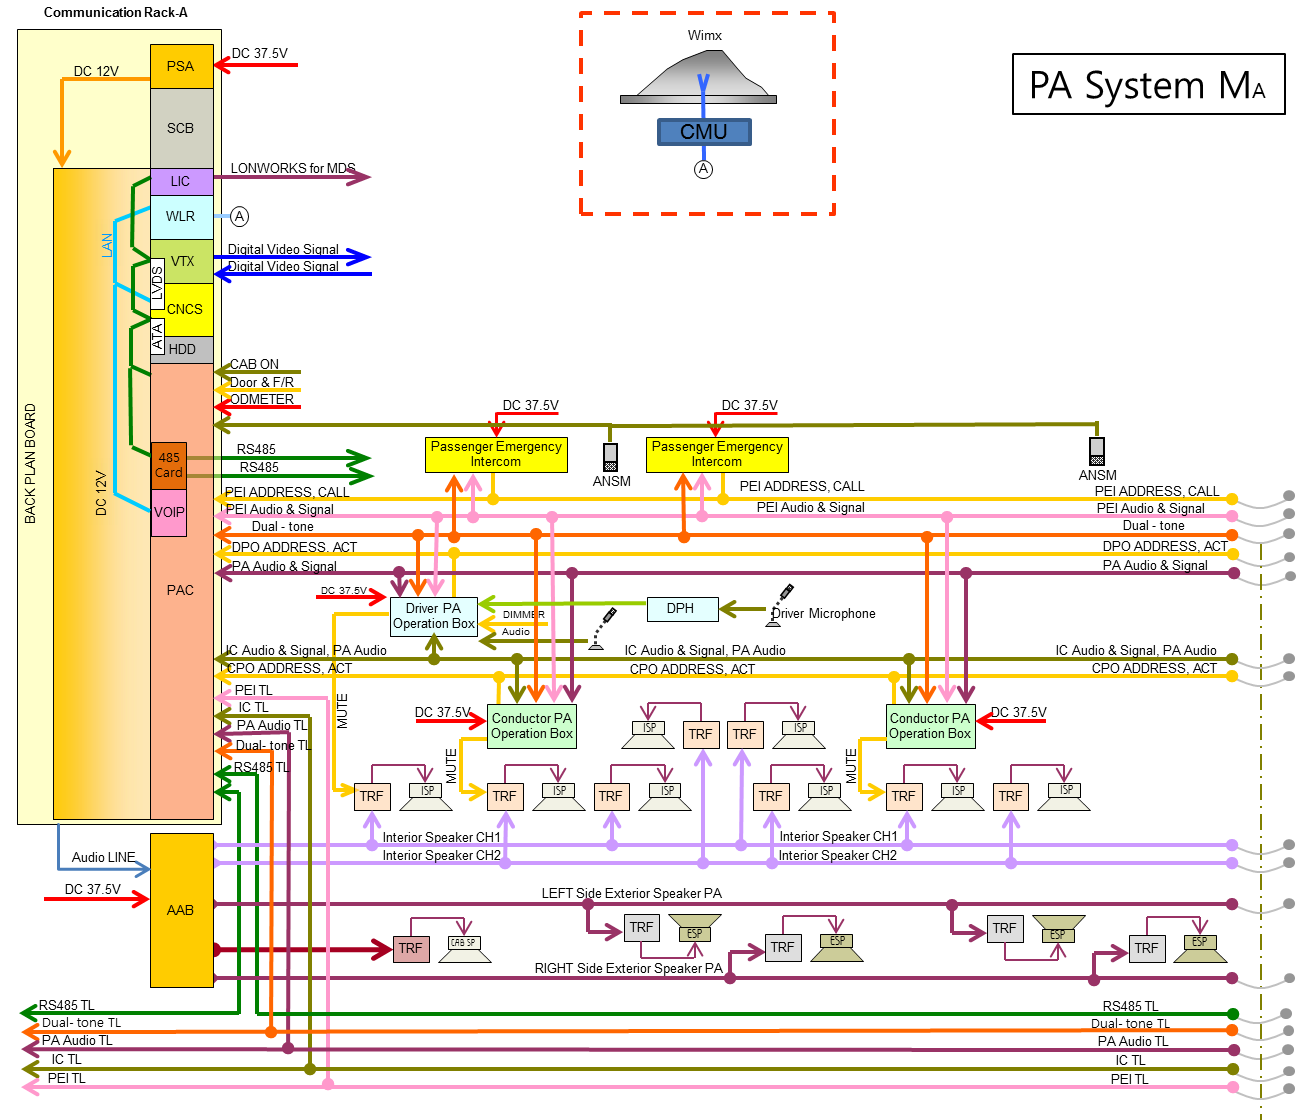 Communication Rack-A
Wimx
CMU
A
PA System MA
PSA
DC 37.5V
DC 12V
SCB
LONWORKS for MDS
LIC
WLR
A
LAN
VTX
Digital Video Signal
Digital Video Signal
LVDS
CNCS
ATA
HDD
CAB ON
Door & F/R
ODMETER
BACK PLAN BOARD
DC 12V
485
Card
RS485
RS485
VOIP
PAC
DC 37.5V
DC 37.5V
Passenger Emergency
Intercom
Passenger Emergency
Intercom
ANSM
ANSM
PEI ADDRESS, CALL
PEI ADDRESS, CALL
PEI ADDRESS, CALL
PEI Audio & Signal
PEI Audio & Signal
PEI Audio & Signal
Dual - tone
Dual - tone
DPO ADDRESS. ACT
DPO ADDRESS, ACT
PA Audio & Signal
PA Audio & Signal
DC 37.5V
Driver PA
Operation Box
DIMMER
Audio
DPH
Driver Microphone
IC Audio & Signal, PA Audio
IC Audio & Signal, PA Audio
IC Audio & Signal, PA Audio
CPO ADDRESS, ACT
CPO ADDRESS, ACT
CPO ADDRESS, ACT
PEI TL
IC TL
PA Audio TL
Dual- tone TL
RS485 TL
MUTE
DC 37.5V
Conductor PA
Operation Box
MUTE
ISP
TRF
TRF
ISP
Conductor PA
Operation Box
DC 37.5V
MUTE
TRF
ISP
TRF
ISP
TRF
ISP
TRF
ISP
TRF
ISP
TRF
ISP
Interior Speaker CH1
Interior Speaker CH1
Interior Speaker CH2
Interior Speaker CH2
Audio LINE
DC 37.5V
AAB
LEFT Side Exterior Speaker PA
TRF
CAB SP
TRF
ESP
TRF
ESP
TRF
ESP
TRF
ESP
RIGHT Side Exterior Speaker PA
RS485 TL
RS485 TL
Dual- tone TL
Dual- tone TL
PA Audio TL
PA Audio TL
IC TL
IC TL
PEI TL
PEI TL